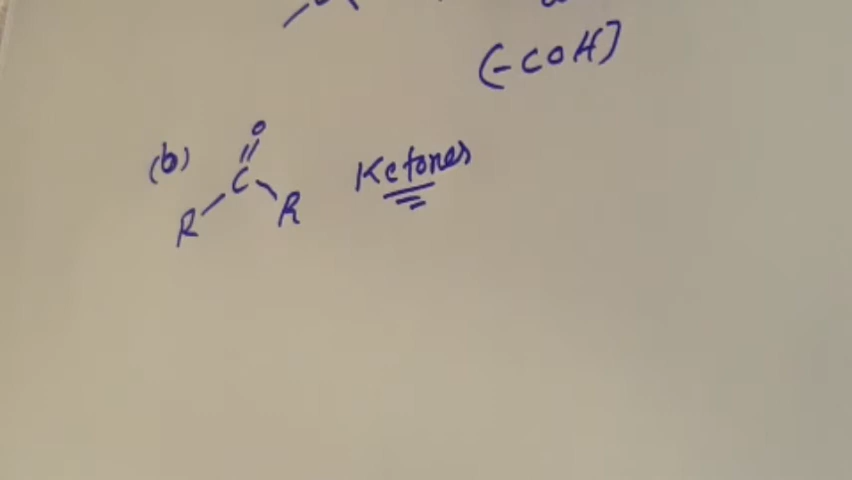 (-COH)
(b)
O
C
R R
Ketones